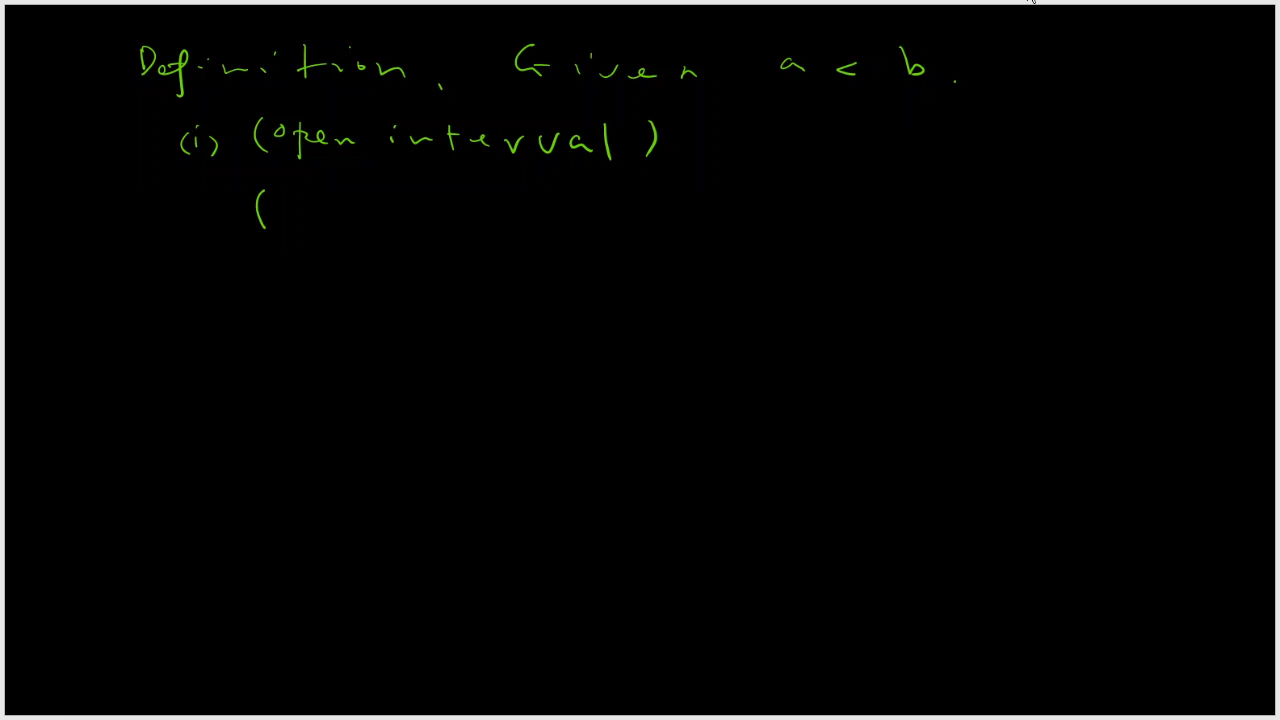 Definition. Given a < b.
(i) (open interval)
(